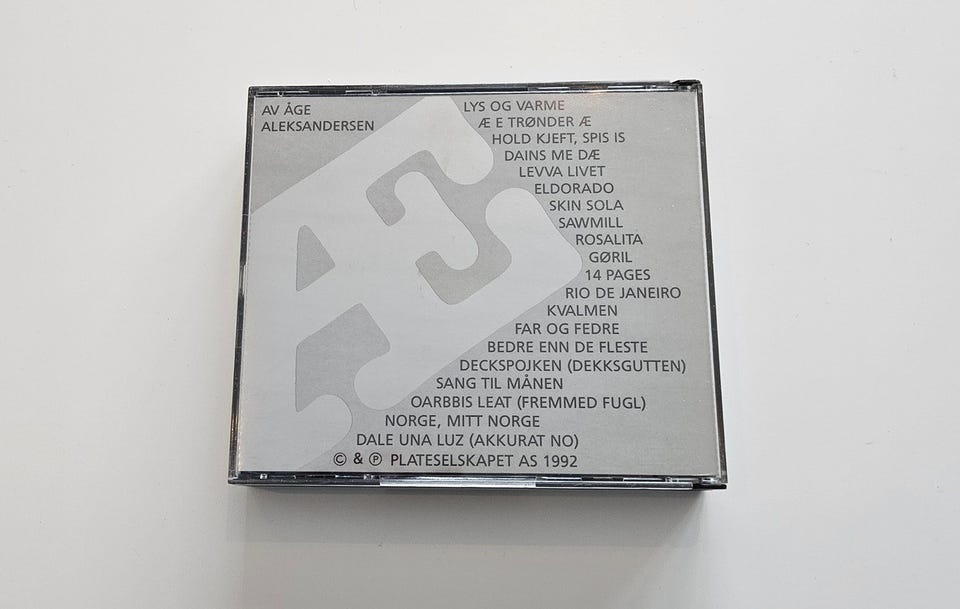 AV ÅGE
ALEKSANDERSEN
LYS OG VARME
Æ E TRØNDER Æ
HOLD KJEFT, SPIS IS
DAINS ME DÆ
LEVVA LIVET
ELDORADO
SKIN SOLA
SAWMILL
ROSALITA
GØRIL
14 PAGES
RIO DE JANEIRO
KVALMEN
FAR OG FEDRE
BEDRE ENN DE FLESTE
DECKSPOJKEN (DEKKSGUTTEN)
SANG TIL MÅNEN
OARBBIS LEAT (FREMMED FUGL)
NORGE, MITT NORGE
DALE UNA LUZ (AKKURAT NO)
© & ℗ PLATESELSKAPET AS 1992
Æ